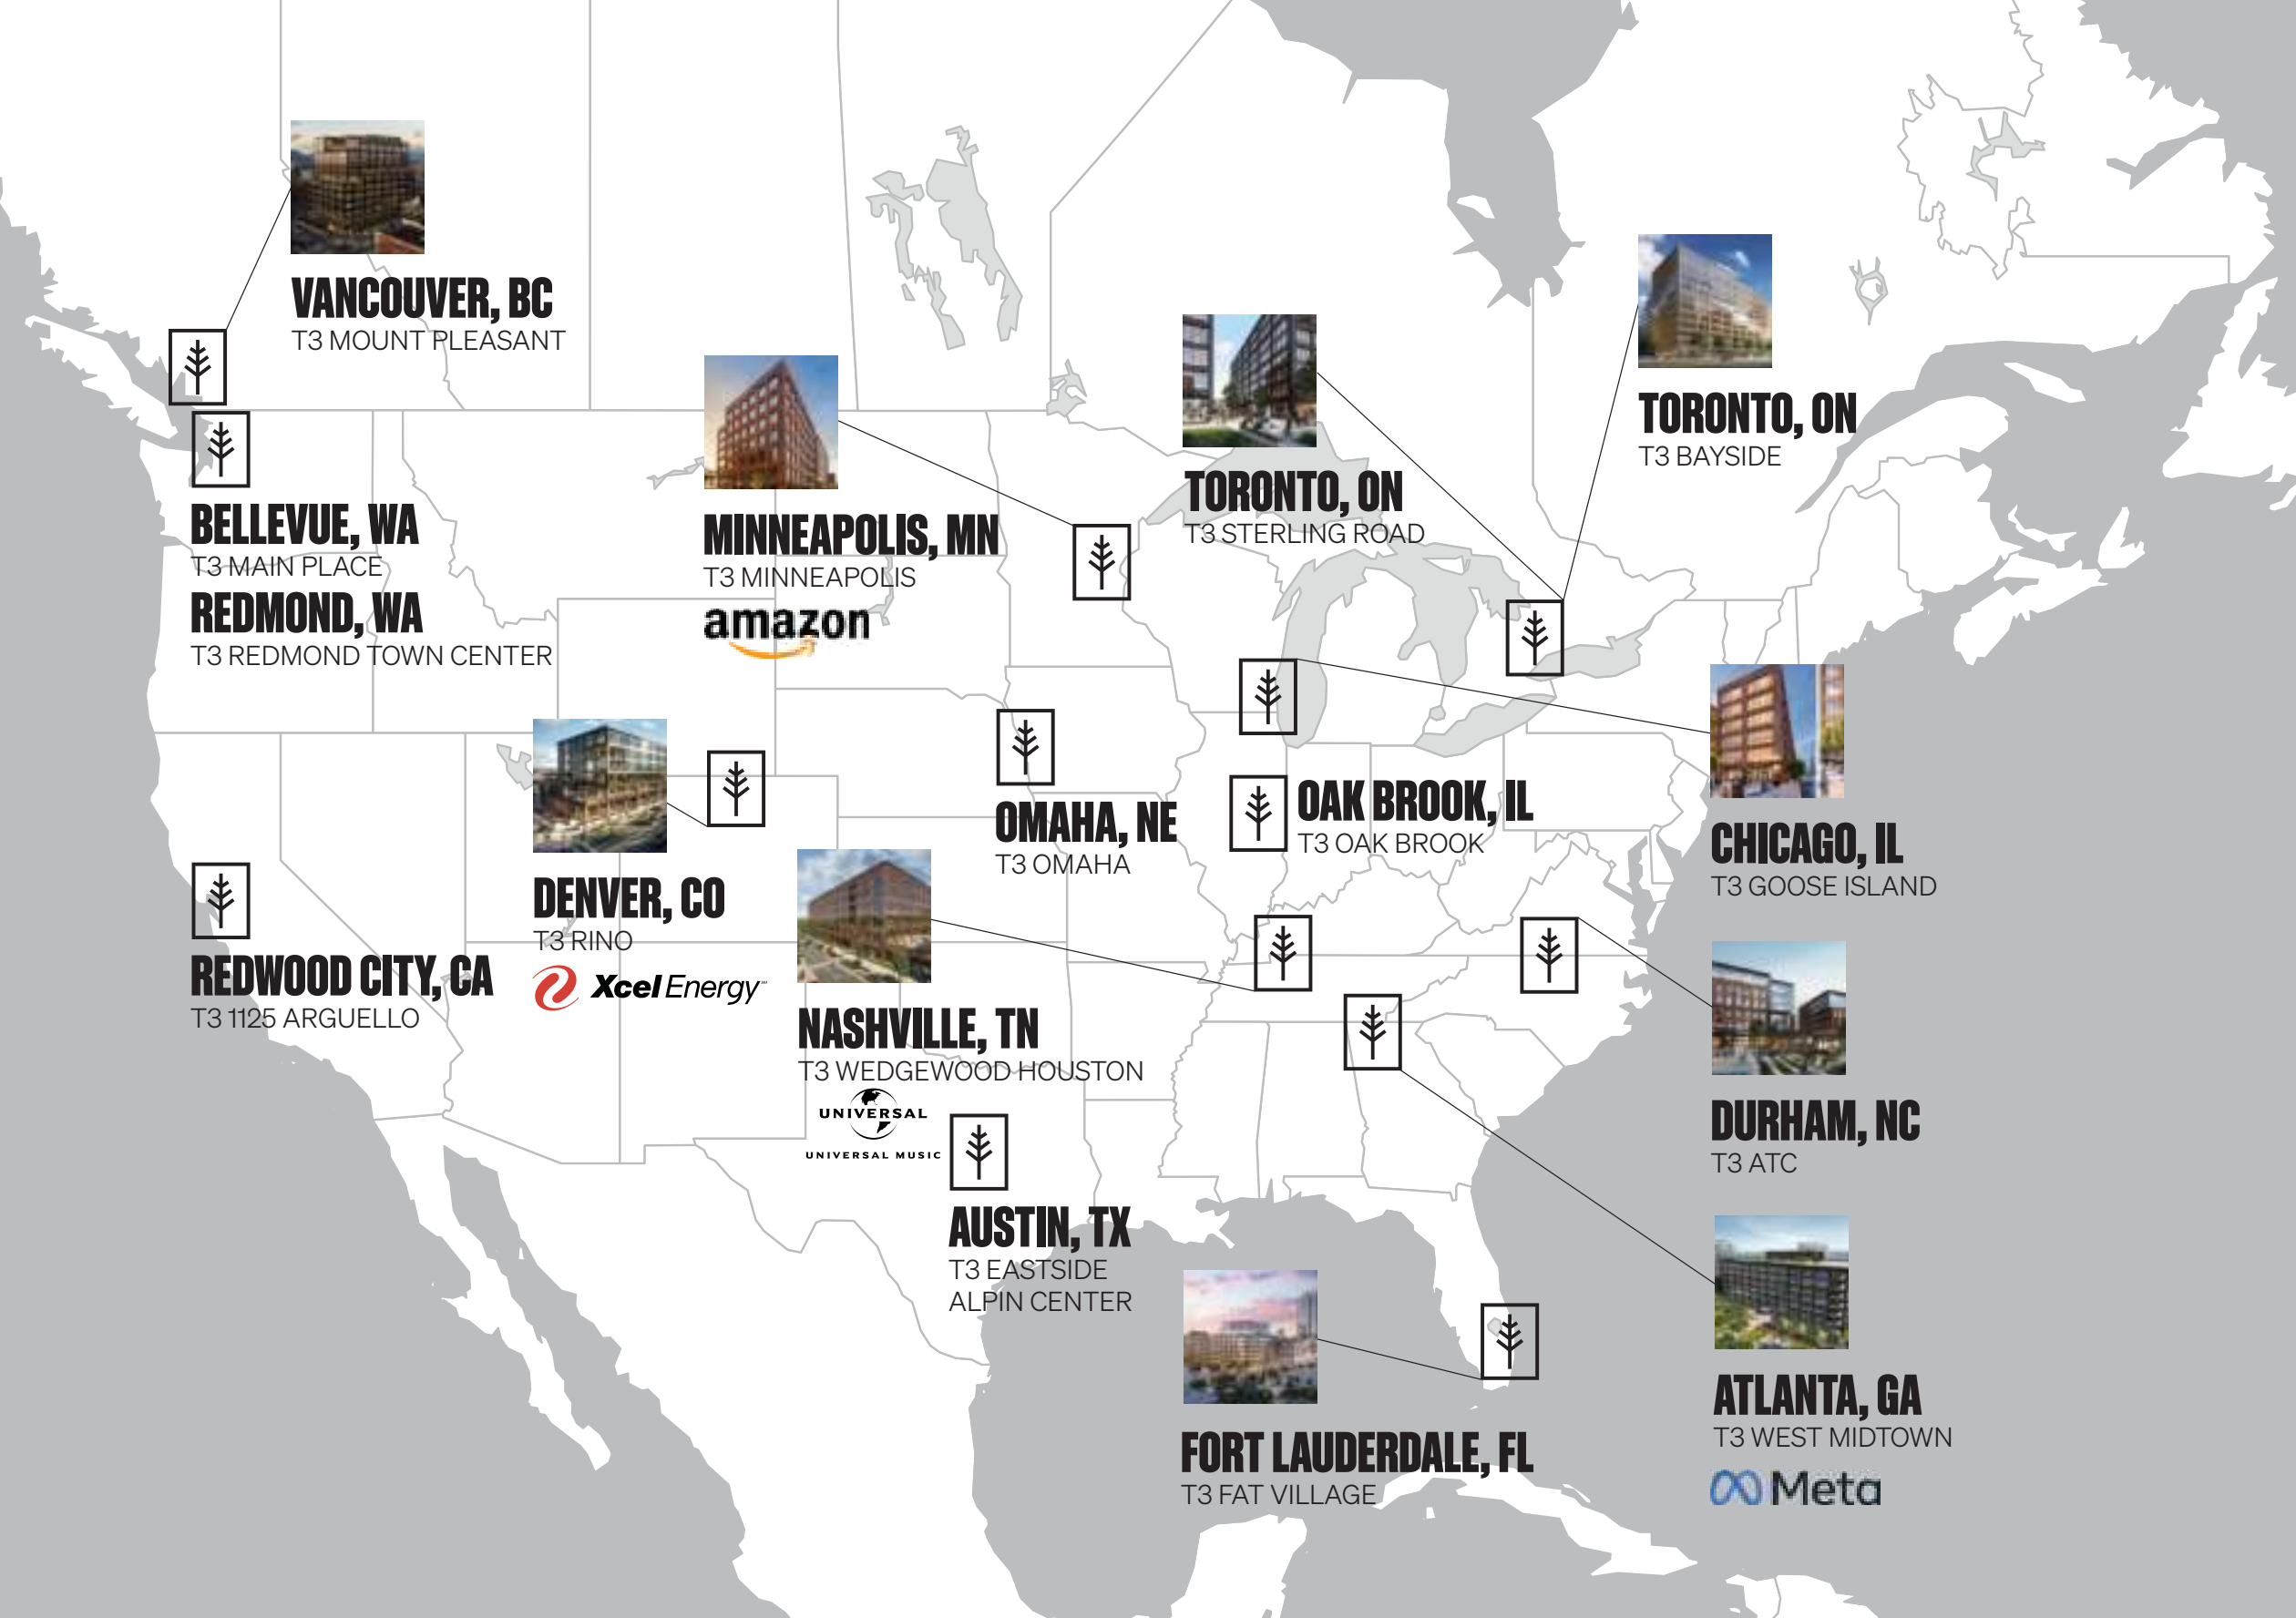 VANCOUVER, BC
T3 MOUNT PLEASANT
BELLEVUE, WA
T3 MAIN PLACE
REDMOND, WA
T3 REDMOND TOWN CENTER
MINNEAPOLIS, MN
T3 MINNEAPOLIS
amazon
TORONTO, ON
T3 STERLING ROAD
TORONTO, ON
T3 BAYSIDE
DENVER, CO
T3 RINO
Xcel Energy
OMAHA, NE
T3 OMAHA
OAK BROOK, IL
T3 OAK BROOK
CHICAGO, IL
T3 GOOSE ISLAND
REDWOOD CITY, CA
T3 1125 ARGUELLO
NASHVILLE, TN
T3 WEDGEWOOD HOUSTON
UNIVERSAL
UNIVERSAL MUSIC
DURHAM, NC
T3 ATC
AUSTIN, TX
T3 EASTSIDE
ALPIN CENTER
FORT LAUDERDALE, FL
T3 FAT VILLAGE
ATLANTA, GA
T3 WEST MIDTOWN
Meta